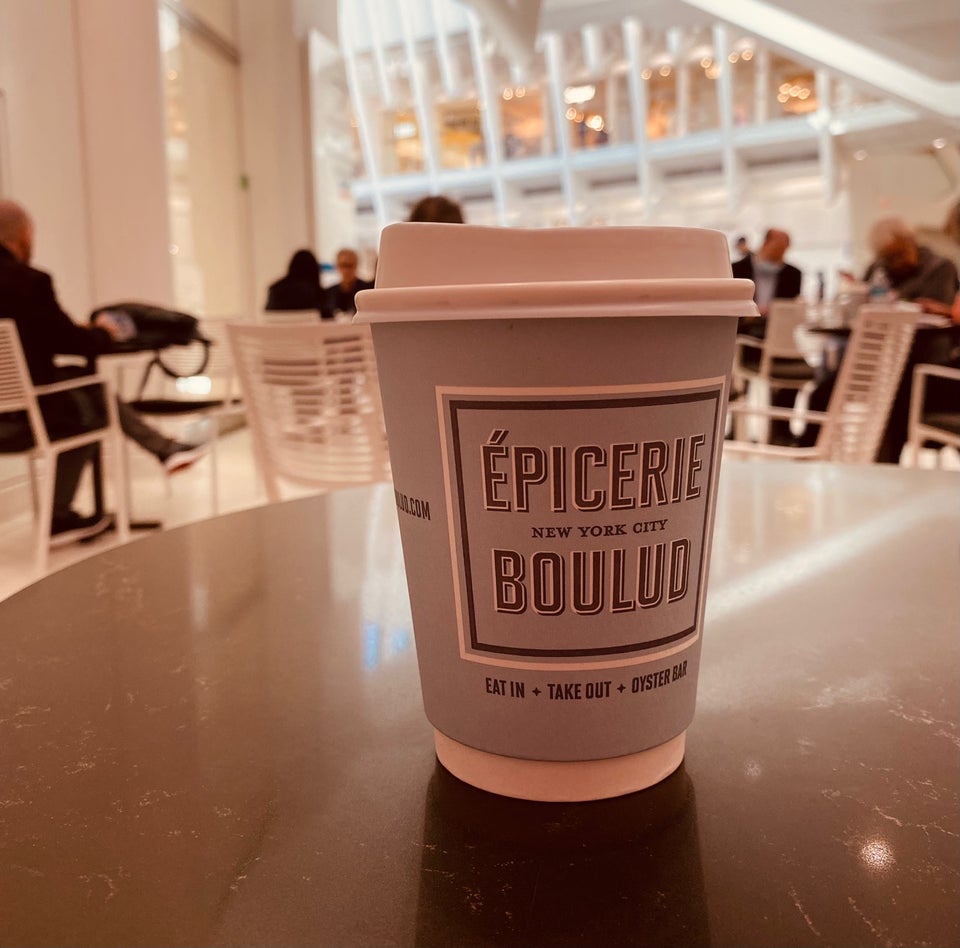 ÉPICERIE
NEW YORK CITY
BOULUD
EAT IN + TAKE OUT + OYSTER BAR